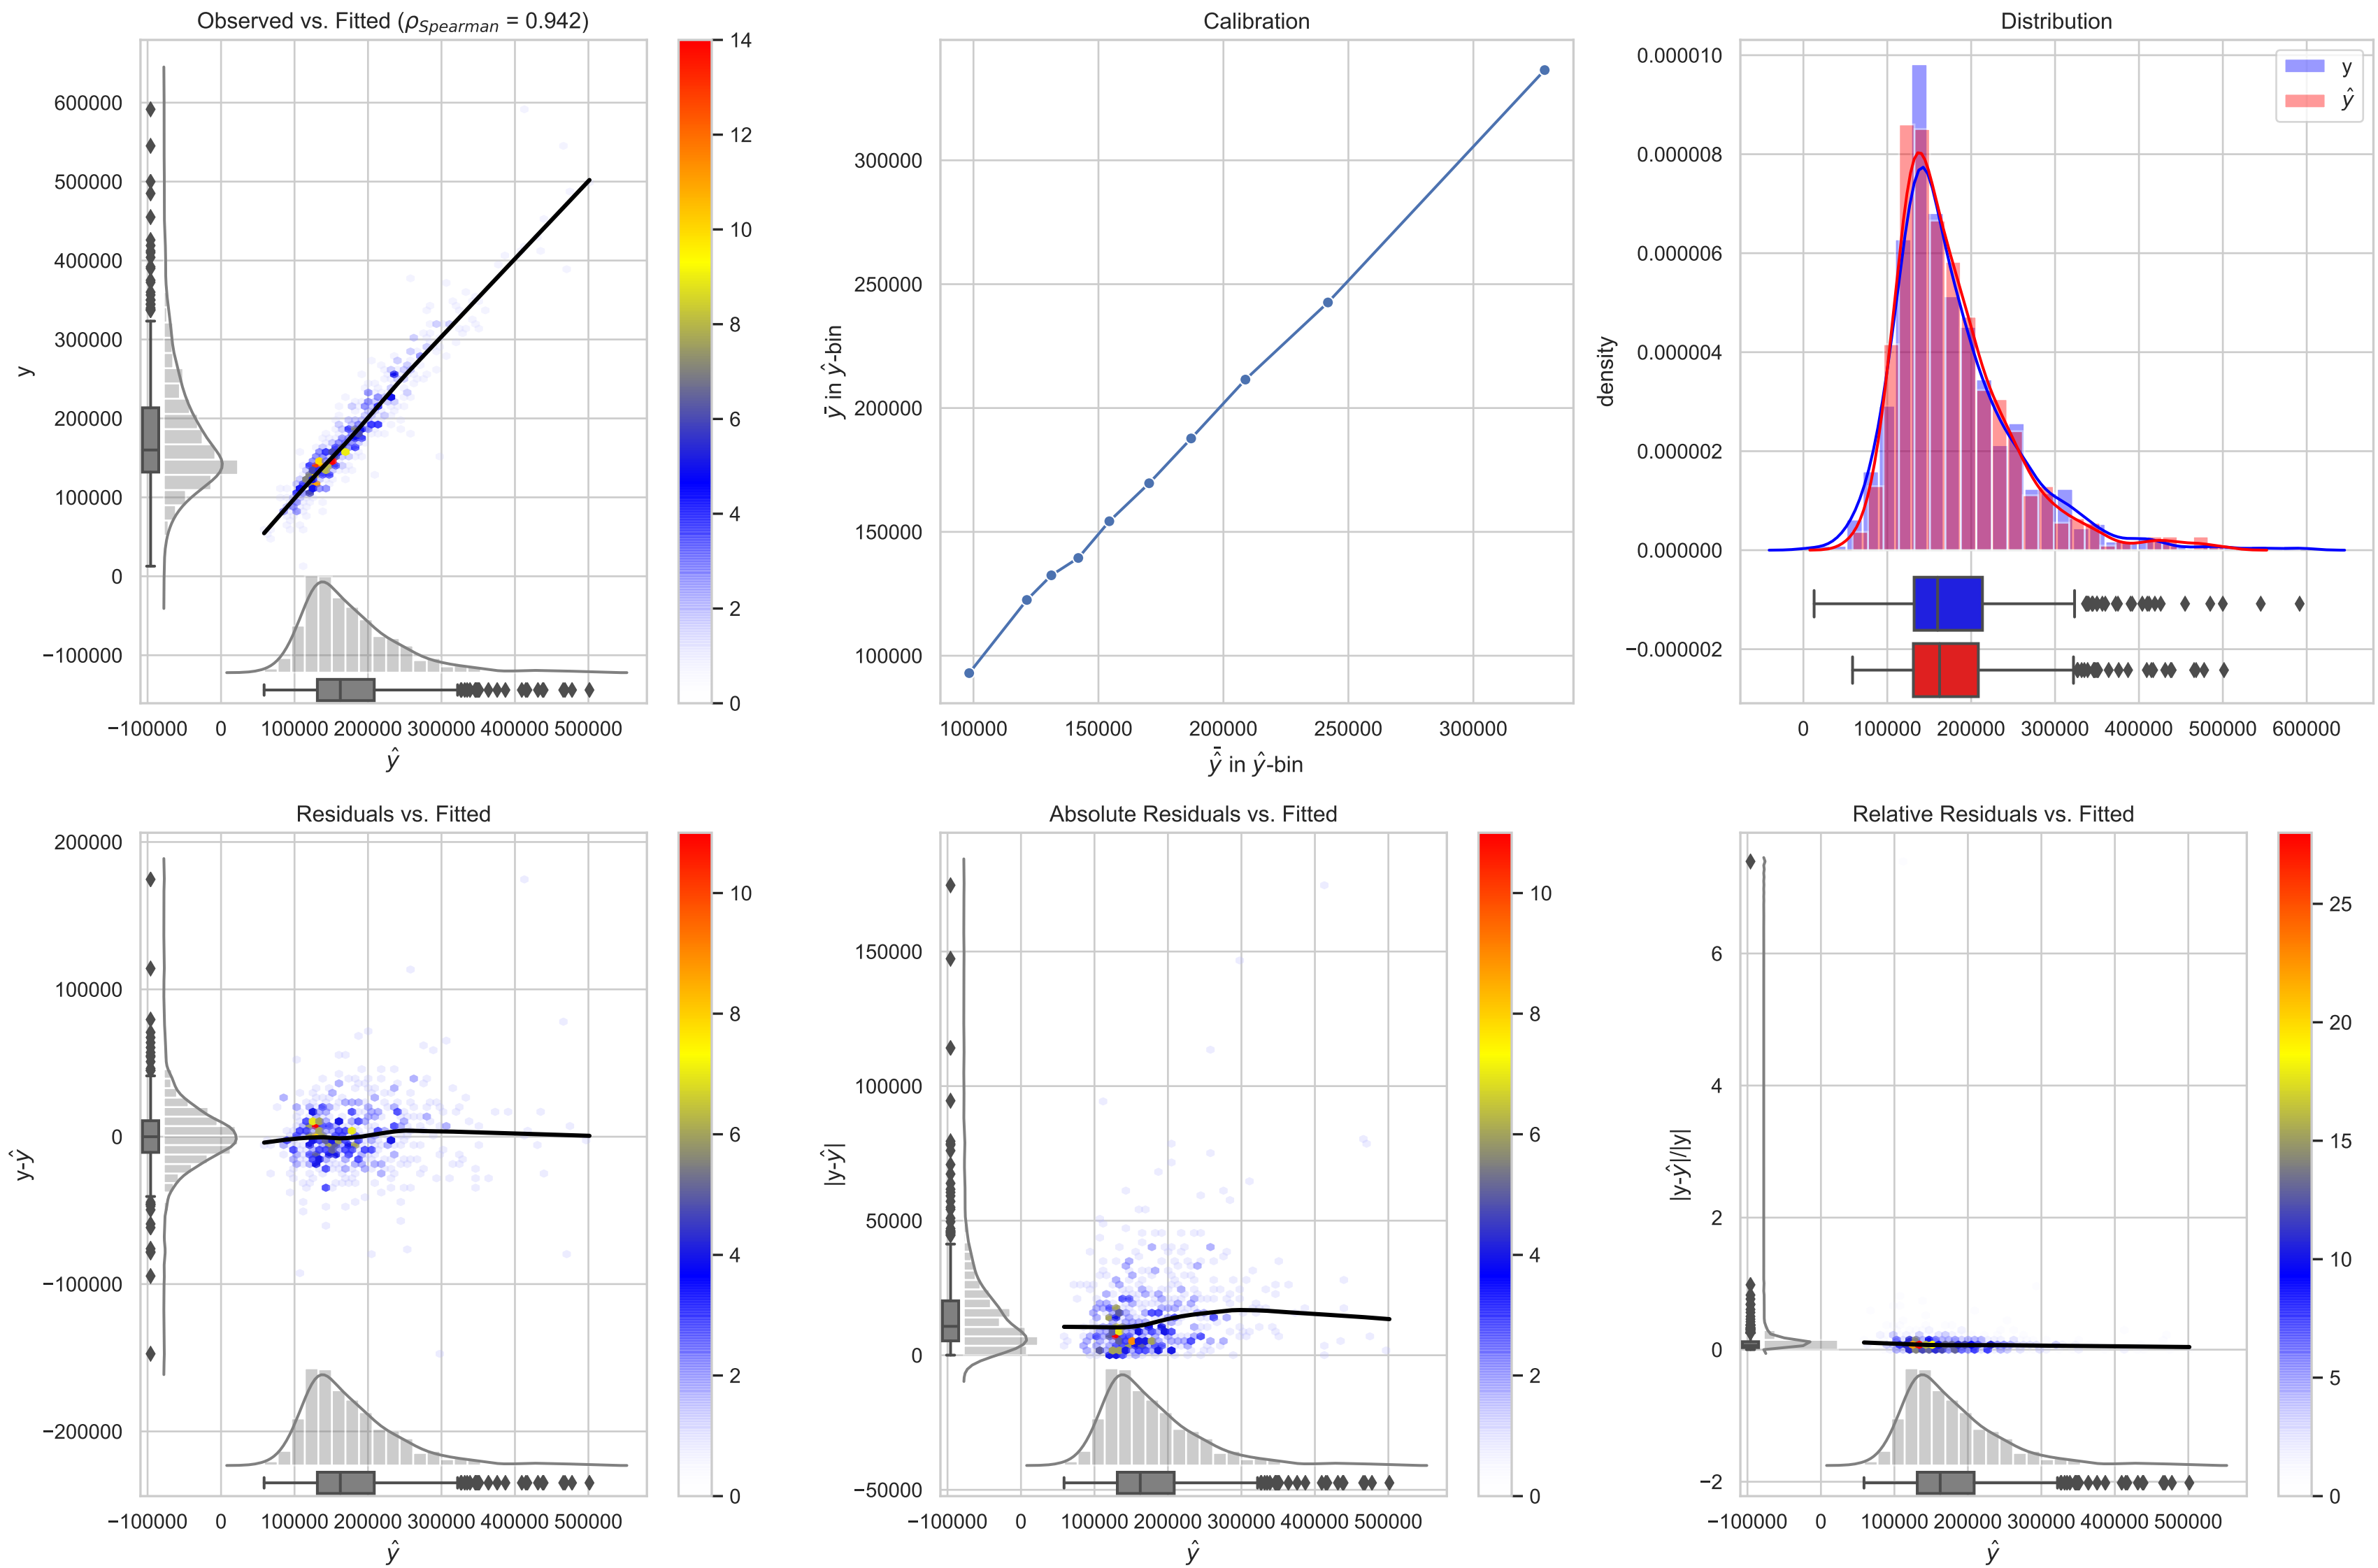 Observed vs. Fitted (ρSpearman = 0.942)
600000
500000
400000
300000
200000
100000
0
−100000
y
−100000 0 100000 200000 300000 400000 500000
ŷ
14
12
10
8
6
4
2
0
Calibration
300000
250000
200000
150000
100000
ȳ in ŷ-bin
100000 150000 200000 250000 300000
ŷ̄ in ŷ-bin
Distribution
y
ŷ
0.000010
0.000008
0.000006
0.000004
0.000002
0.000000
−0.000002
density
0 100000 200000 300000 400000 500000 600000
Residuals vs. Fitted
200000
100000
0
−100000
−200000
y-ŷ
−100000 0 100000 200000 300000 400000 500000
ŷ
10
8
6
4
2
0
Absolute Residuals vs. Fitted
150000
100000
50000
0
−50000
|y-ŷ|
−100000 0 100000 200000 300000 400000 500000
ŷ
10
8
6
4
2
0
Relative Residuals vs. Fitted
6
4
2
0
−2
|y-ŷ|/|y|
−100000 0 100000 200000 300000 400000 500000
ŷ
25
20
15
10
5
0